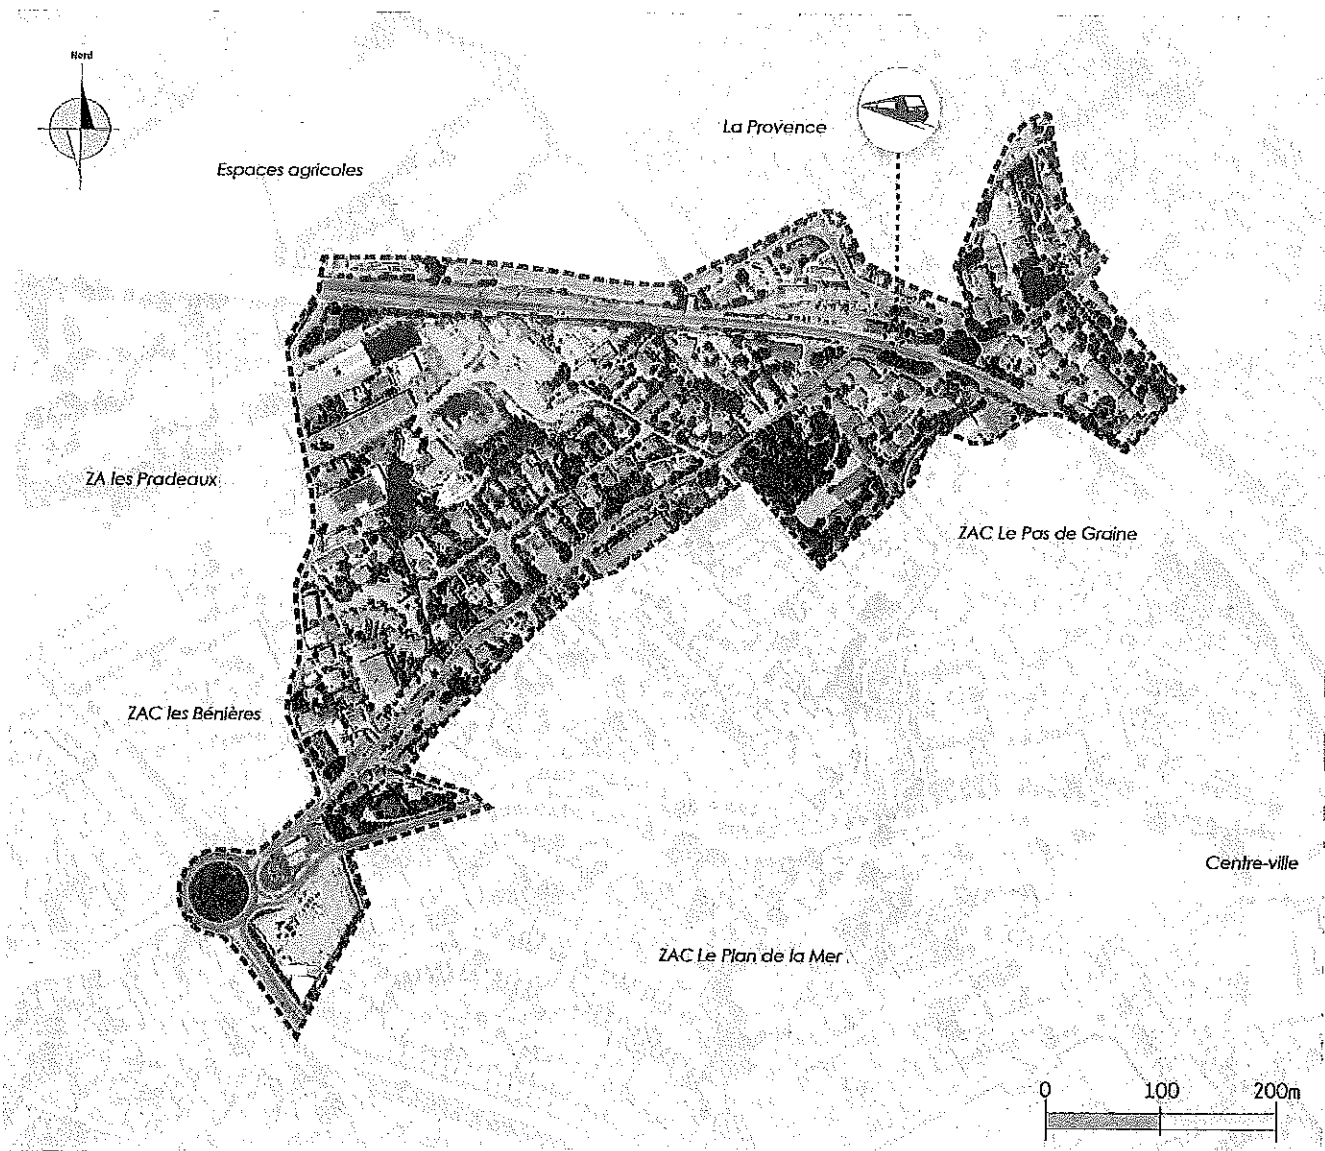 Nord
La Provence
Espaces agricoles
ZA les Pradeaux
ZAC Le Pas de Graine
ZAC les Bénières
Centre-ville
ZAC Le Plan de la Mer
0 100 200m